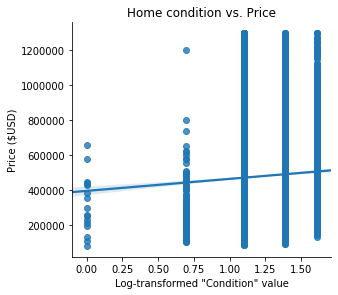 Home condition vs. Price
Price ($USD)
1200000
1000000
800000
600000
400000
200000
0.00 0.25 0.50 0.75 1.00 1.25 1.50
Log-transformed "Condition" value